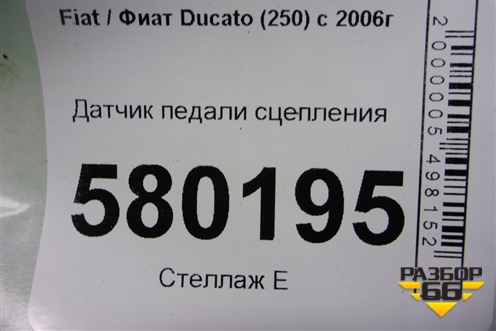 Fiat / Фиат Ducato (250) с 2006г
Датчик педали сцепления
580195
Стеллаж Е
2000005498152
РАЗБОР
66